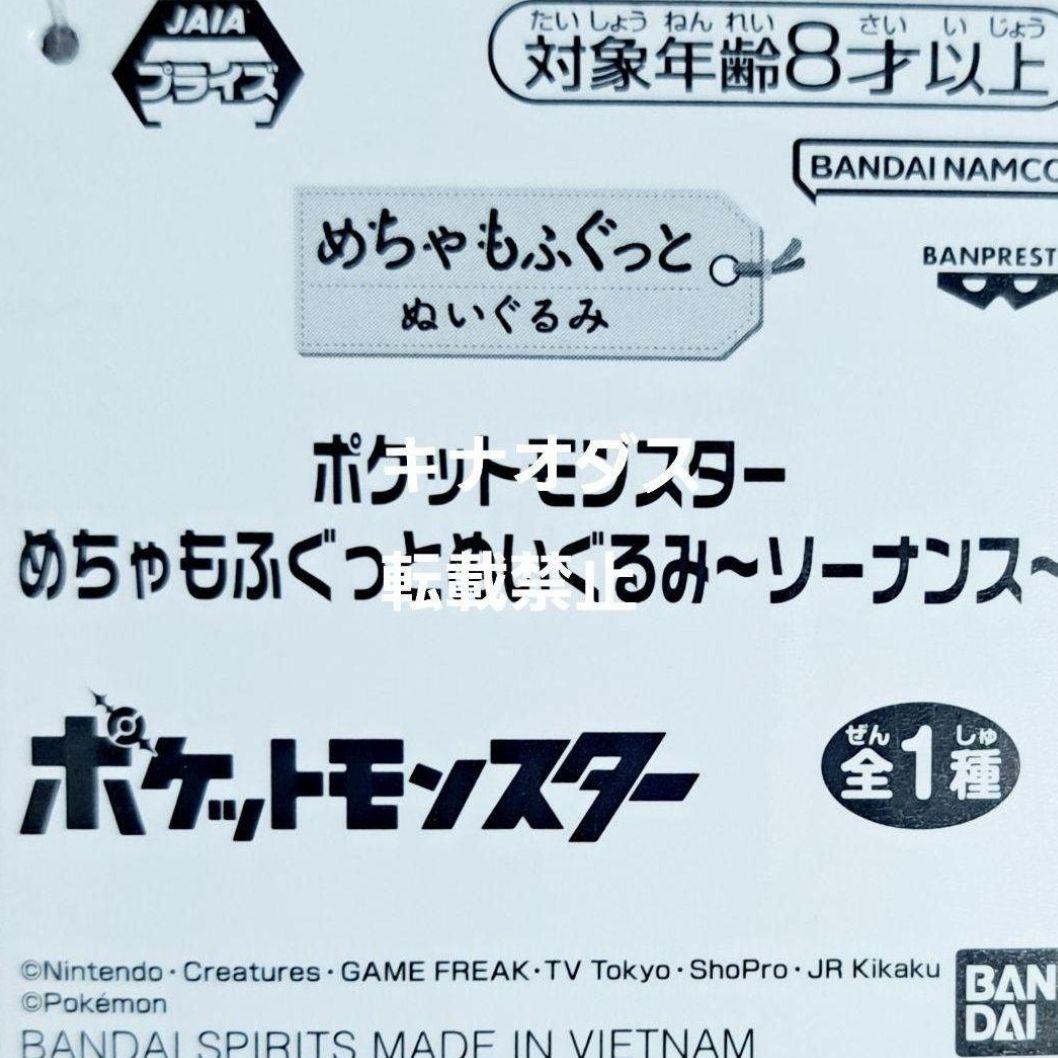 JAIA
プライズ
たいしょうねんれい さい いじょう
対象年齢8才以上
BANDAI NAMCO
BANPREST
めちゃもふぐっと
ぬいぐるみ
ポケットモンスター
キナオダス
めちゃもふぐっとぬいぐるみ~ソーナンス~
転載禁止
ポケットモンスター
ぜん しゅ
全1種
©Nintendo・Creatures・GAME FREAK・TV Tokyo・ShoPro・JR Kikaku
©Pokémon
BAN
DAI
BANDAI SPIRITS MADE IN VIETNAM